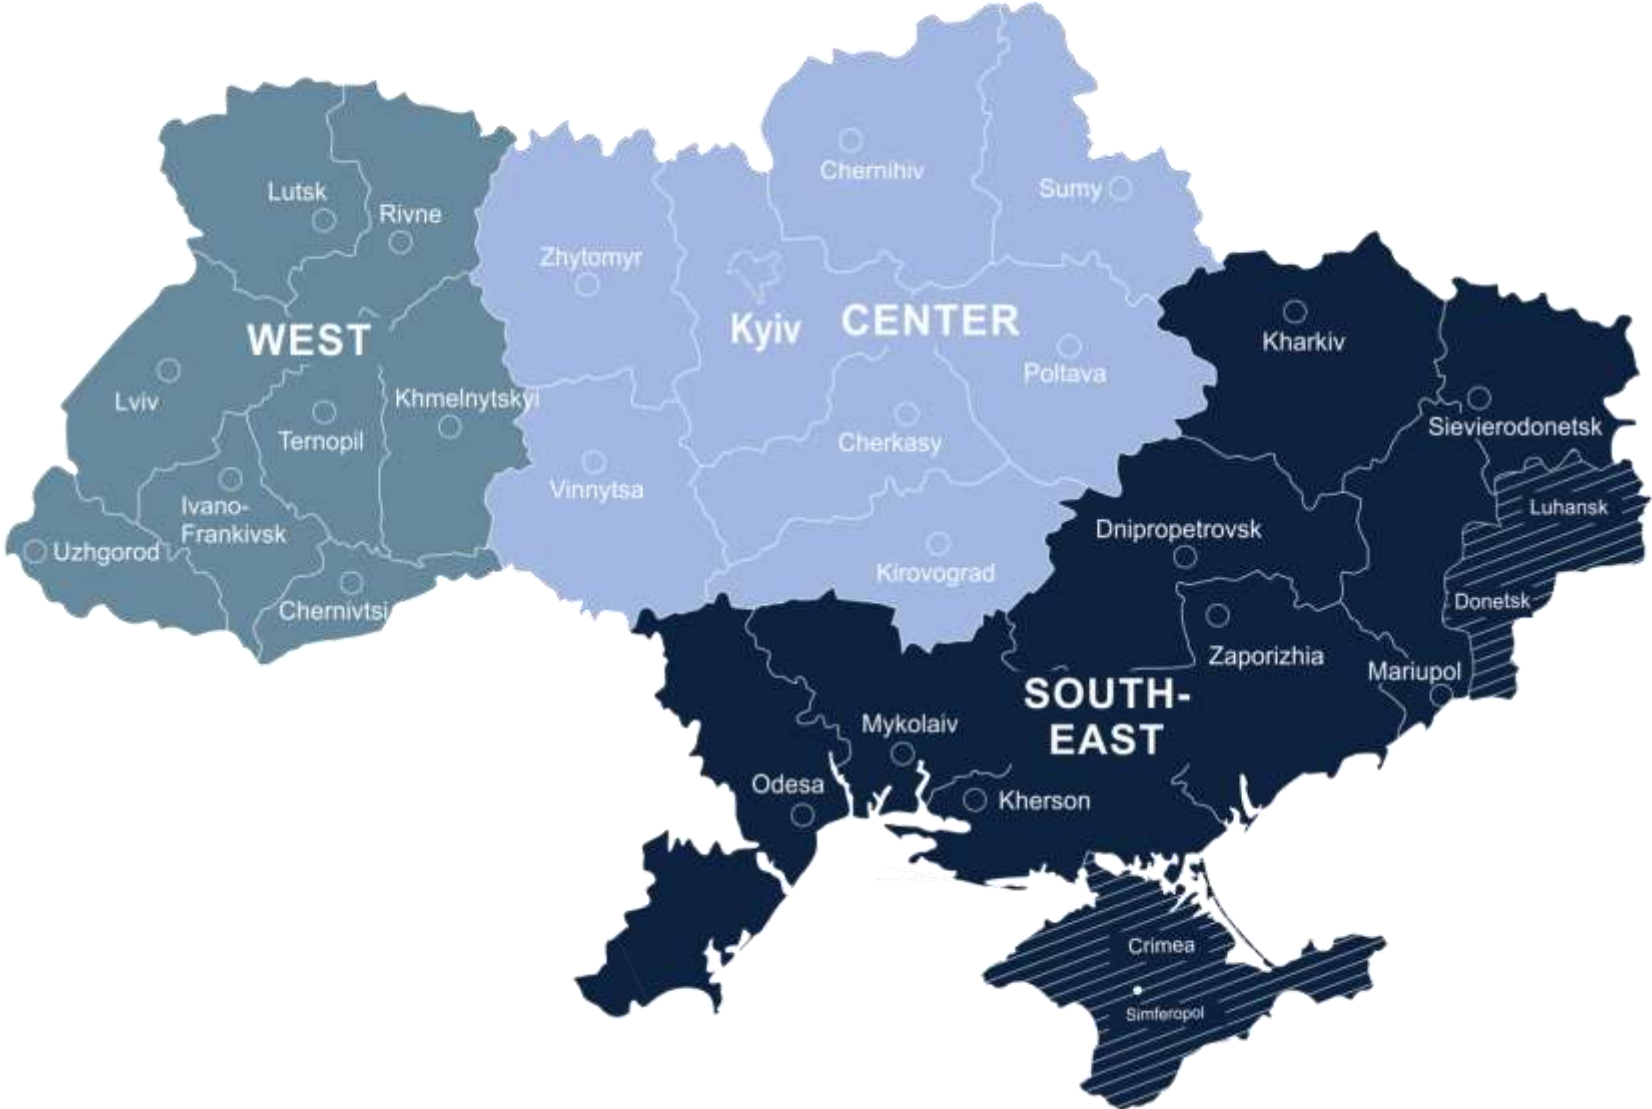 Chernihiv
Sumy
Lutsk
Rivne
Zhytomyr
WEST
Kyiv
CENTER
Kharkiv
Poltava
Lviv
Khmelnytskyi
Ternopil
Cherkasy
Sievierodonetsk
Vinnytsa
Ivano-
Frankivsk
Luhansk
Dnipropetrovsk
Uzhgorod
Kirovograd
Donetsk
Chernivtsi
Zaporizhia
Mariupol
SOUTH-
EAST
Mykolaiv
Odesa
Kherson
Crimea
Simferopol